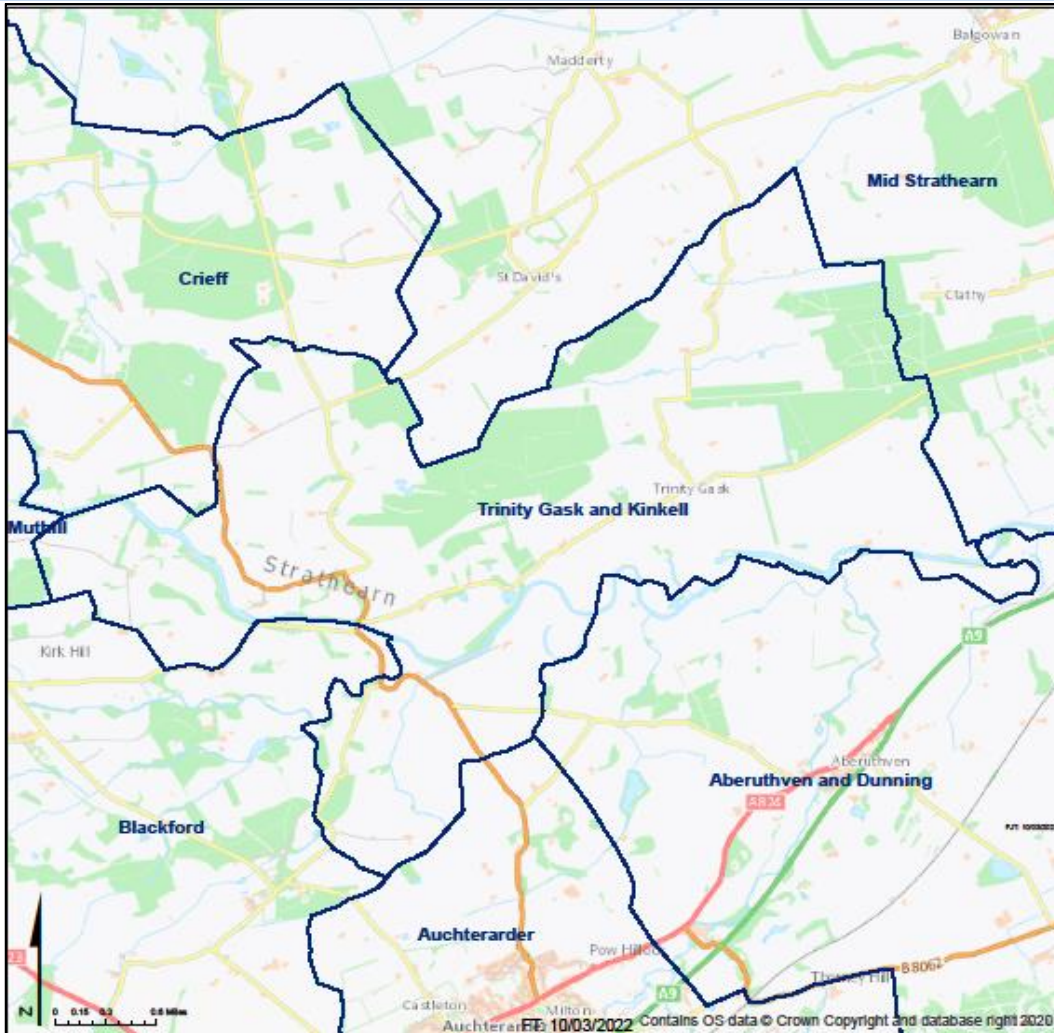 Balgowan
Madderty
Mid Strathearn
Crieff
St David's
Clathy
Trinity Gask
Trinity Gask and Kinkell
Muthill
Strathearn
A9
Kirk Hill
Aberuthven
Aberuthven and Dunning
A824
Blackford
Auchterarder
Pow Hillo
Thorney Hill
B8062
A9
Castleton
Milton
Auchterarder
N
0 0.15 0.3 0.6 Miles
10/03/2022 Contains OS data © Crown Copyright and database right 2020